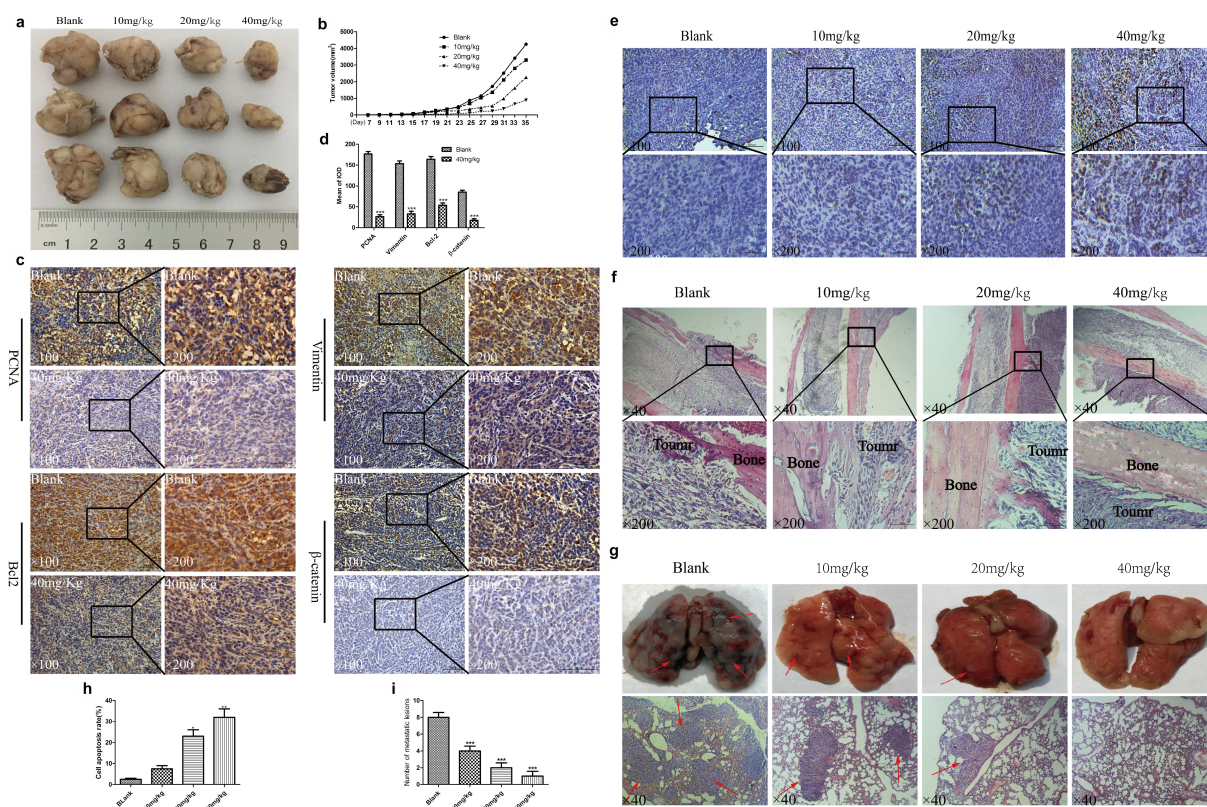 a
Blank 10mg/kg 20mg/kg 40mg/kg
0.5mm
cm 1 2 3 4 5 6 7 8 9
b
Tumor volume(mm³)
5000
4000
3000
2000
1000
0
Blank
10mg/kg
20mg/kg
40mg/kg
(Day) 7 9 11 13 15 17 19 21 23 25 27 29 31 33 35
d
Mean of IOD
200
150
100
50
0
Blank
40mg/kg
*** *** *** ***
PCNA Vimentin Bcl-2 β-catenin
c
PCNA
Blank ×100 Blank ×200
40mg/Kg ×100 40mg/Kg ×200
Bcl2
Blank ×100 Blank ×200
40mg/Kg ×100 40mg/Kg ×200
Vimentin
Blank ×100 Blank ×200
40mg/Kg ×100 40mg/Kg ×200
β-catenin
Blank ×100 Blank ×200
40mg/Kg ×100 40mg/Kg ×200
e
Blank 10mg/kg 20mg/kg 40mg/kg
×100 ×100 ×100 ×100
×200 ×200 ×200 ×200
f
Blank 10mg/kg 20mg/kg 40mg/kg
×40 ×40 ×40 ×40
Toumr Bone ×200
Bone Toumr ×200
Toumr Bone ×200
Bone Toumr ×200
g
Blank 10mg/kg 20mg/kg 40mg/kg
×40 ×40 ×40 ×40
h
Cell apoptosis rate(%)
40
30
20
10
0
BLank
i
Number of metastatic lesions
10
8
6
4
2
0
*** *** ***
Blank